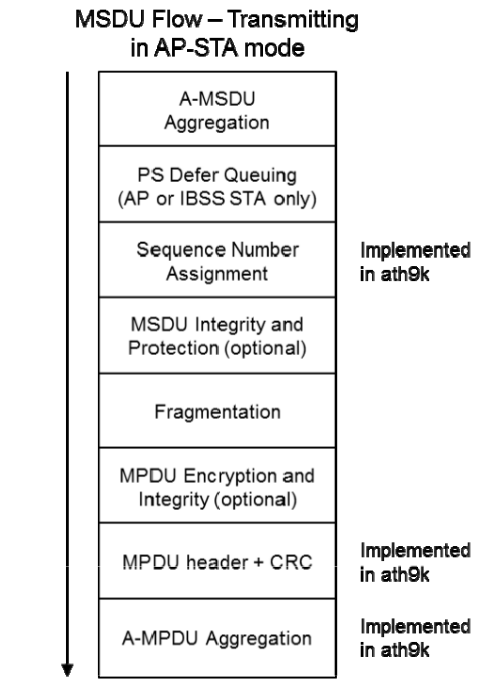 MSDU Flow – Transmitting
in AP-STA mode
A-MSDU
Aggregation
PS Defer Queuing
(AP or IBSS STA only)
Sequence Number
Assignment
Implemented
in ath9k
MSDU Integrity and
Protection (optional)
Fragmentation
MPDU Encryption and
Integrity (optional)
MPDU header + CRC
Implemented
in ath9k
A-MPDU Aggregation
Implemented
in ath9k